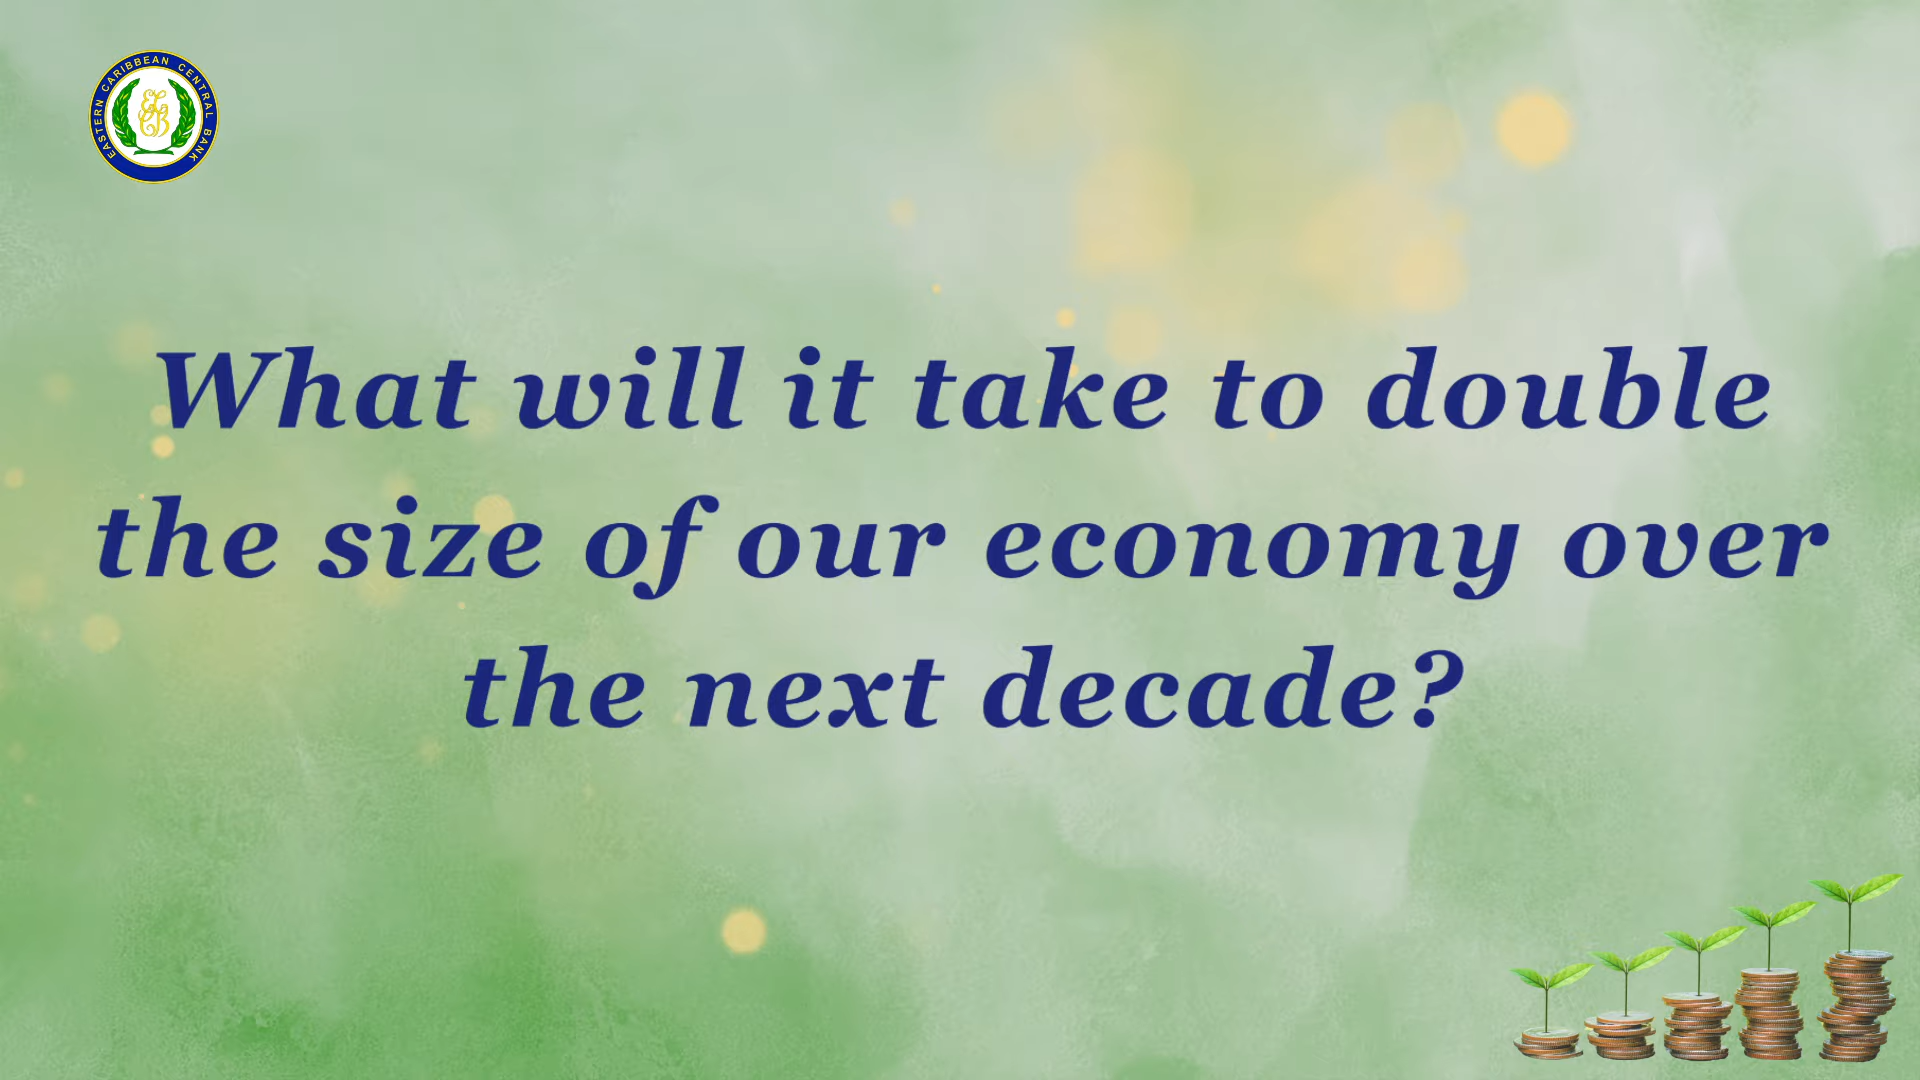 EASTERN CARIBBEAN CENTRAL BANK
What will it take to double
the size of our economy over
the next decade?